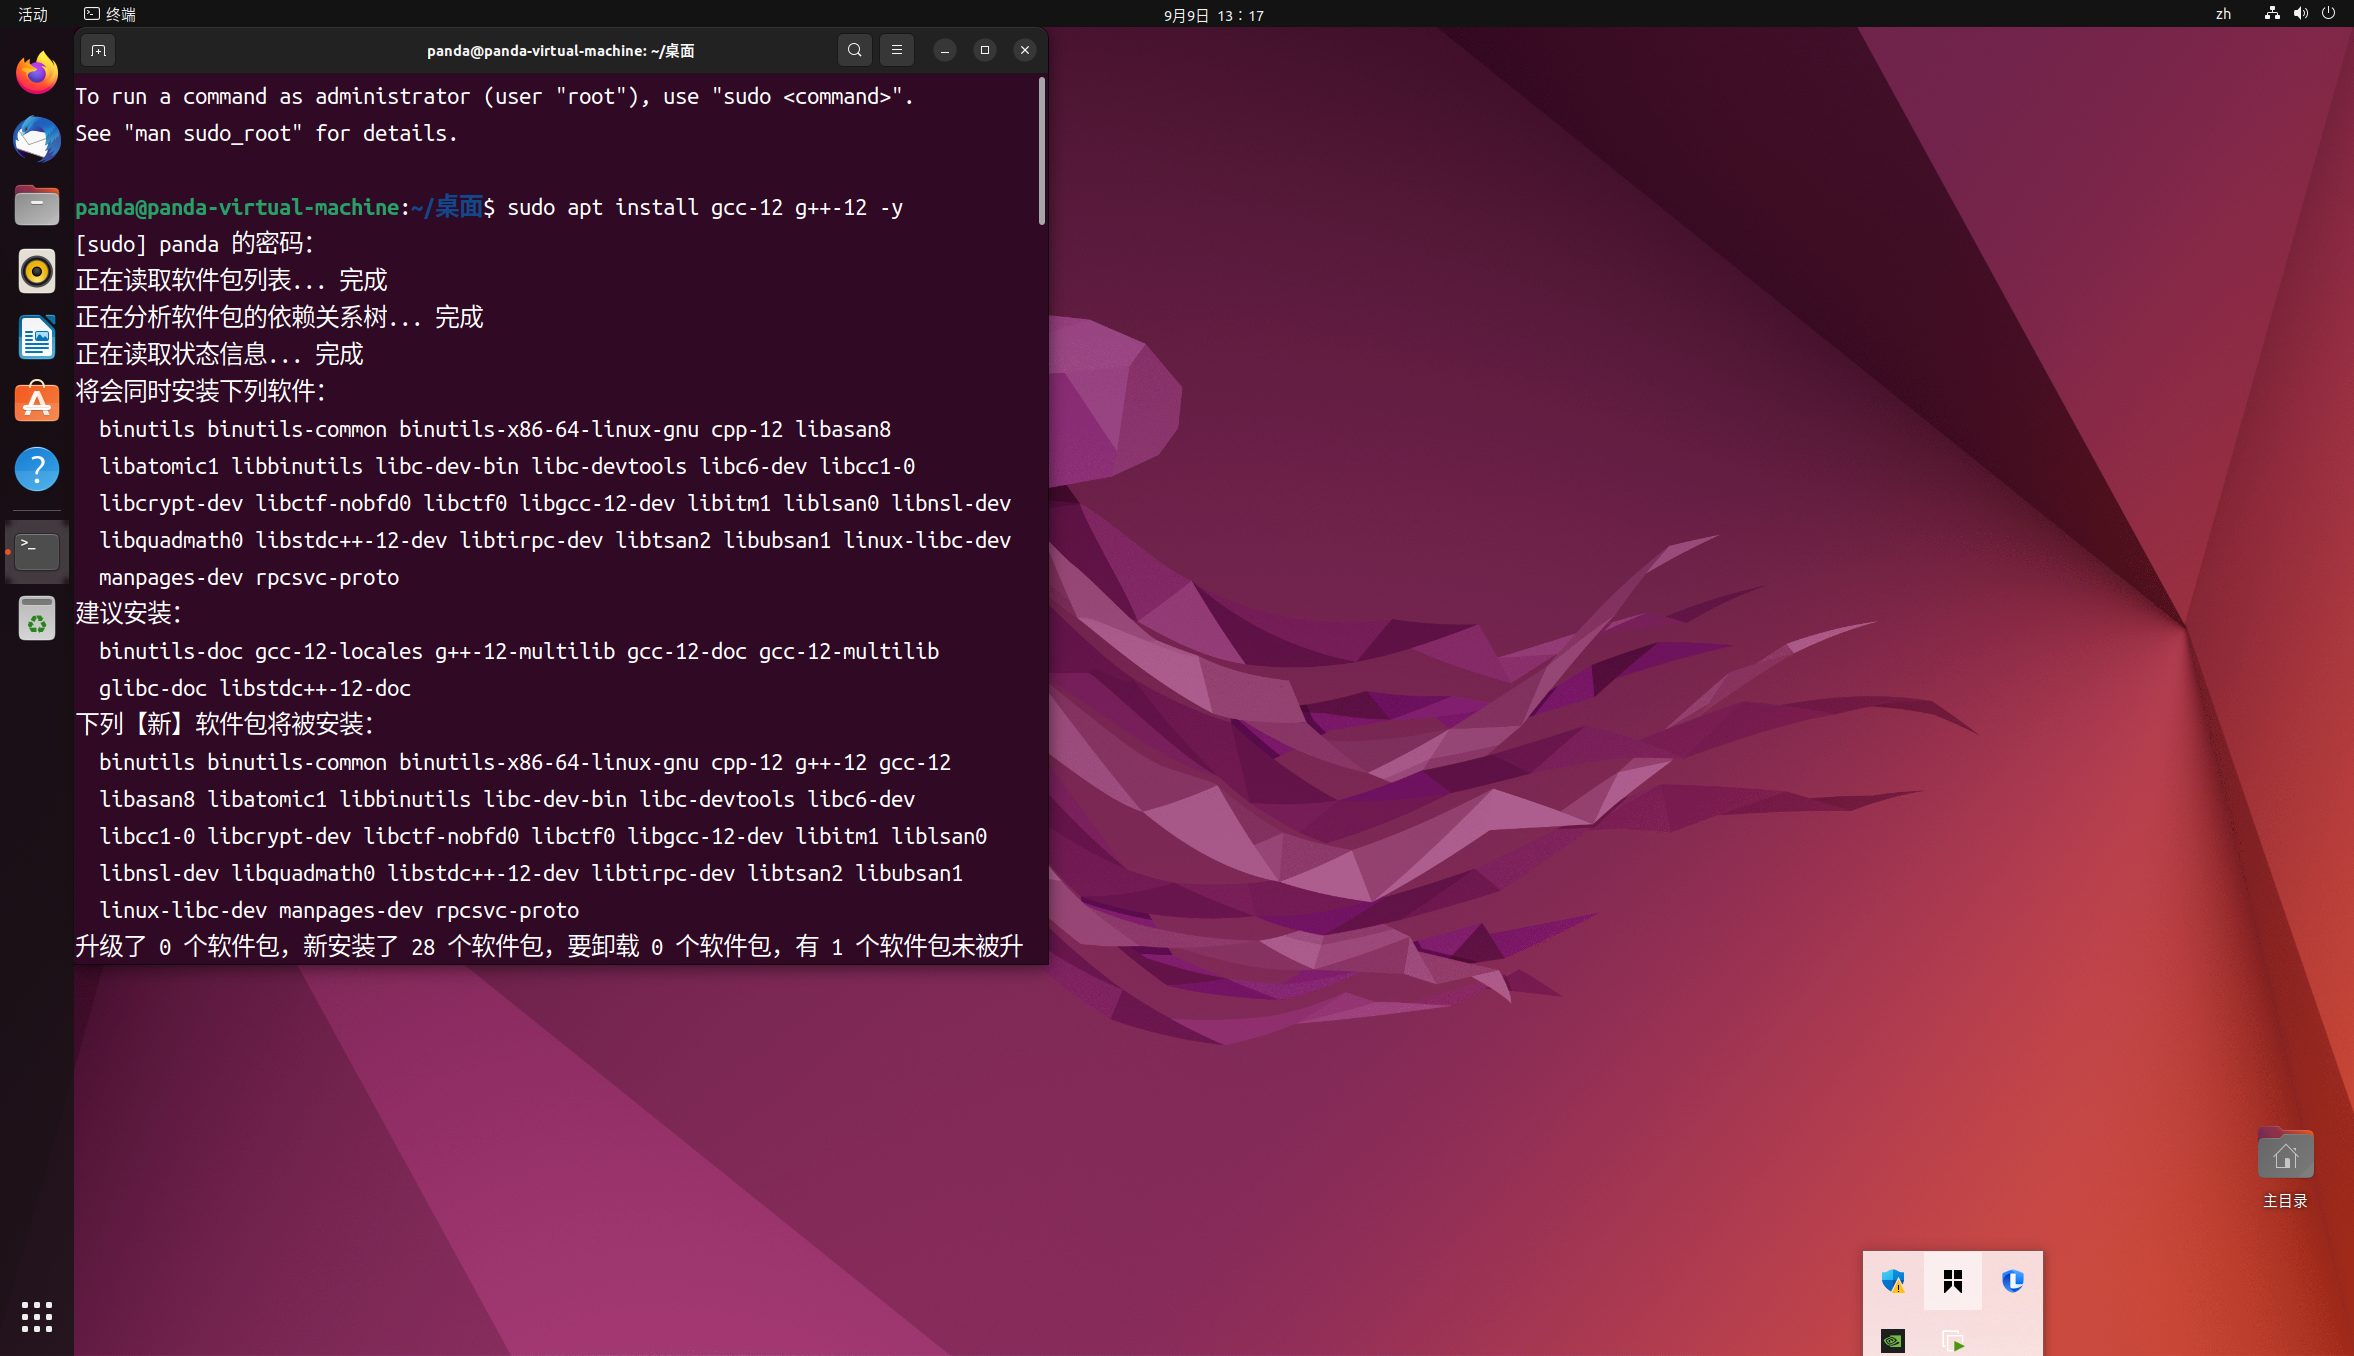 活动 终端 9月9日 13:17 zh
panda@panda-virtual-machine: ~/桌面
To run a command as administrator (user "root"), use "sudo <command>".
See "man sudo_root" for details.
panda@panda-virtual-machine:~/桌面$ sudo apt install gcc-12 g++-12 -y
[sudo] panda 的密码：
正在读取软件包列表... 完成
正在分析软件包的依赖关系树... 完成
正在读取状态信息... 完成
将会同时安装下列软件：
binutils binutils-common binutils-x86-64-linux-gnu cpp-12 libasan8
libatomic1 libbinutils libc-dev-bin libc-devtools libc6-dev libcc1-0
libcrypt-dev libctf-nobfd0 libctf0 libgcc-12-dev libitm1 liblsan0 libnsl-dev
libquadmath0 libstdc++-12-dev libtirpc-dev libtsan2 libubsan1 linux-libc-dev
manpages-dev rpcsvc-proto
建议安装：
binutils-doc gcc-12-locales g++-12-multilib gcc-12-doc gcc-12-multilib
glibc-doc libstdc++-12-doc
下列【新】软件包将被安装：
binutils binutils-common binutils-x86-64-linux-gnu cpp-12 g++-12 gcc-12
libasan8 libatomic1 libbinutils libc-dev-bin libc-devtools libc6-dev
libcc1-0 libcrypt-dev libctf-nobfd0 libctf0 libgcc-12-dev libitm1 liblsan0
libnsl-dev libquadmath0 libstdc++-12-dev libtirpc-dev libtsan2 libubsan1
linux-libc-dev manpages-dev rpcsvc-proto
升级了 0 个软件包，新安装了 28 个软件包，要卸载 0 个软件包，有 1 个软件包未被升
主目录